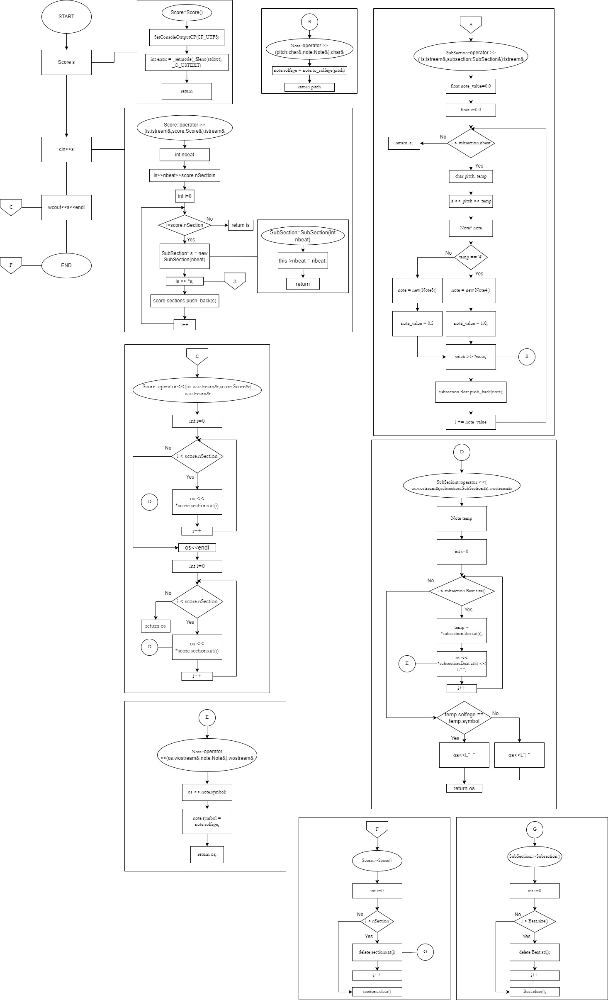 START
Score s
cin>>s
C
wcout<<s<<endl
F
END
Score::Score()
SetConsoleOutputCP(CP_UTF8)
int error = _setmode(_fileno(stdout),
_O_U8TEXT)
return
B
Note::operator >>
(pitch:char&,note:Note&):char&
note.solfege = note.to_solfege(pitch)
return pitch
Score::operator >>
(is:istream&,score:Score&):istream&
int nbeat
is>>nbeat>>score.nSectioin
int i=0
i<score.nSection
No
return is
Yes
SubSection* s = new
SubSection(nbeat)
is >> *s;
A
score.sections.push_back(s)
i++
SubSection::SubSection(int
nbeat)
this->nbeat = nbeat;
return
A
SubSection::operator >>
( is:istream&,subsection:SubSection&):istream&
float note_value=0.0
float i=0.0
No
return is;
i < subsection.nbeat
Yes
char pitch, temp
is >> pitch >> temp
Note* note
No
temp == '4'
Yes
note = new Note8()
note = new Note4()
note_value = 0.5
note_value = 1.0;
pitch >> *note;
B
subsection.Beat.push_back(note);
i += note_value
C
Score::operator<<(os:wostream&,score:Score&)
:wostream&
int i=0
No
i < score.nSection
Yes
D
os <<
*score.sections.at(i)
i++
os<<endl
int i=0
No
i < score.nSection
Yes
return os
D
os <<
*score.sections.at(i)
i++
D
SubSeciont::operator <<(
os:wostream&,subsection:SubSection&):wostream&
Note temp
int i=0
No
i < subsection.Beat.size()
Yes
temp =
*subsection.Beat.at(i);
E
os <<
*subsection.Beat.at(i) <<
L" ";
i++
temp.solfege ==
temp.symbol
No
Yes
os<<L"  "
os<<L"| "
return os
E
Note::operator
<<(os:wostream&,note:Note&):wostream&
os << note.symbol;
note.symbol =
note.solfege;
return os;
F
Score::~Score()
int i=0
No
i < nSection
Yes
delete sections.at(i)
G
i++
sections.clear()
G
SubSection::~Subsection()
int i=0
No
i < Beat.size()
Yes
delete Beat.at(i);
i++
Beat.clear();